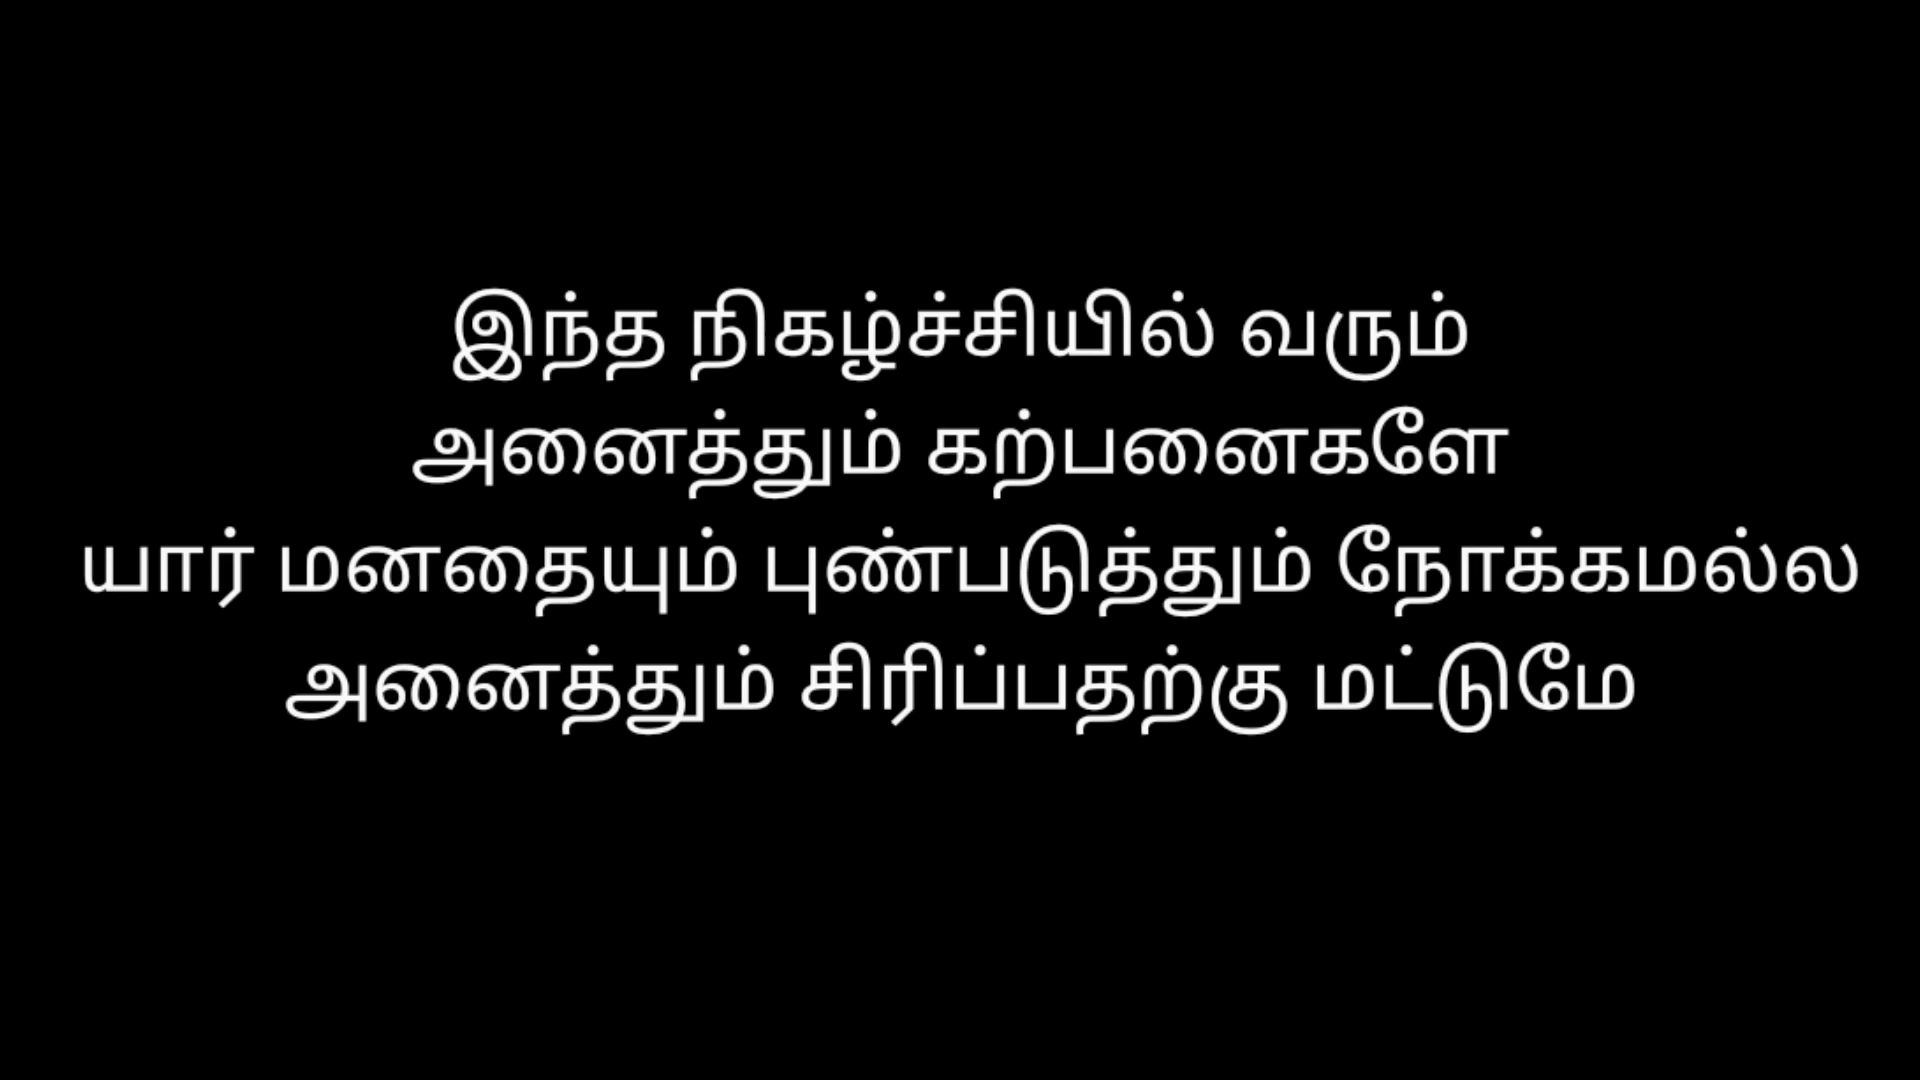 இந்த நிகழ்ச்சியில் வரும்
அனைத்தும் கற்பனைகளே
யார் மனதையும் புண்படுத்தும் நோக்கமல்ல
அனைத்தும் சிரிப்பதற்கு மட்டுமே